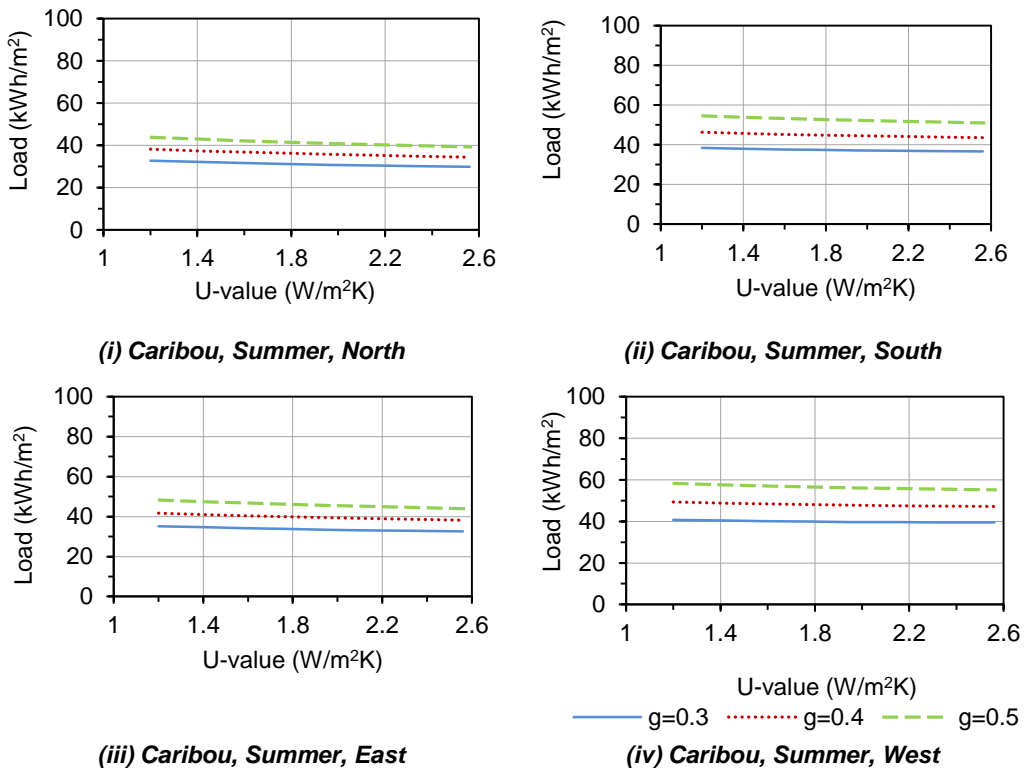 Load (kWh/m²)
100
80
60
40
20
0
1 1.4 1.8 2.2 2.6
U-value (W/m²K)
(i) Caribou, Summer, North
Load (kWh/m²)
100
80
60
40
20
0
1 1.4 1.8 2.2 2.6
U-value (W/m²K)
(ii) Caribou, Summer, South
Load (kWh/m²)
100
80
60
40
20
0
1 1.4 1.8 2.2 2.6
U-value (W/m²K)
(iii) Caribou, Summer, East
Load (kWh/m²)
100
80
60
40
20
0
1 1.4 1.8 2.2 2.6
U-value (W/m²K)
g=0.3 g=0.4 g=0.5
(iv) Caribou, Summer, West